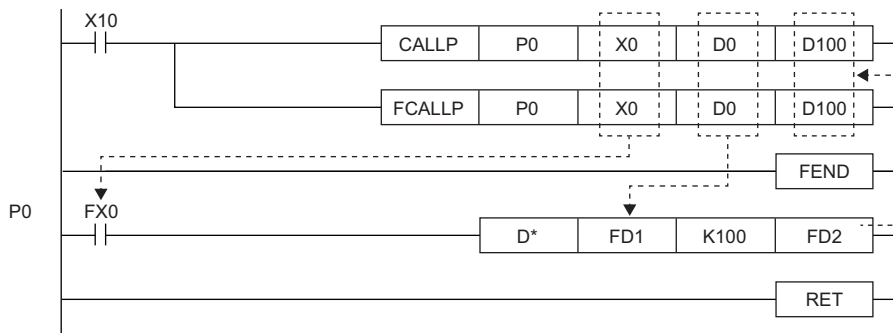 X10
CALLP P0 X0 D0 D100
FCALLP P0 X0 D0 D100
FEND
P0 FX0
D* FD1 K100 FD2
RET